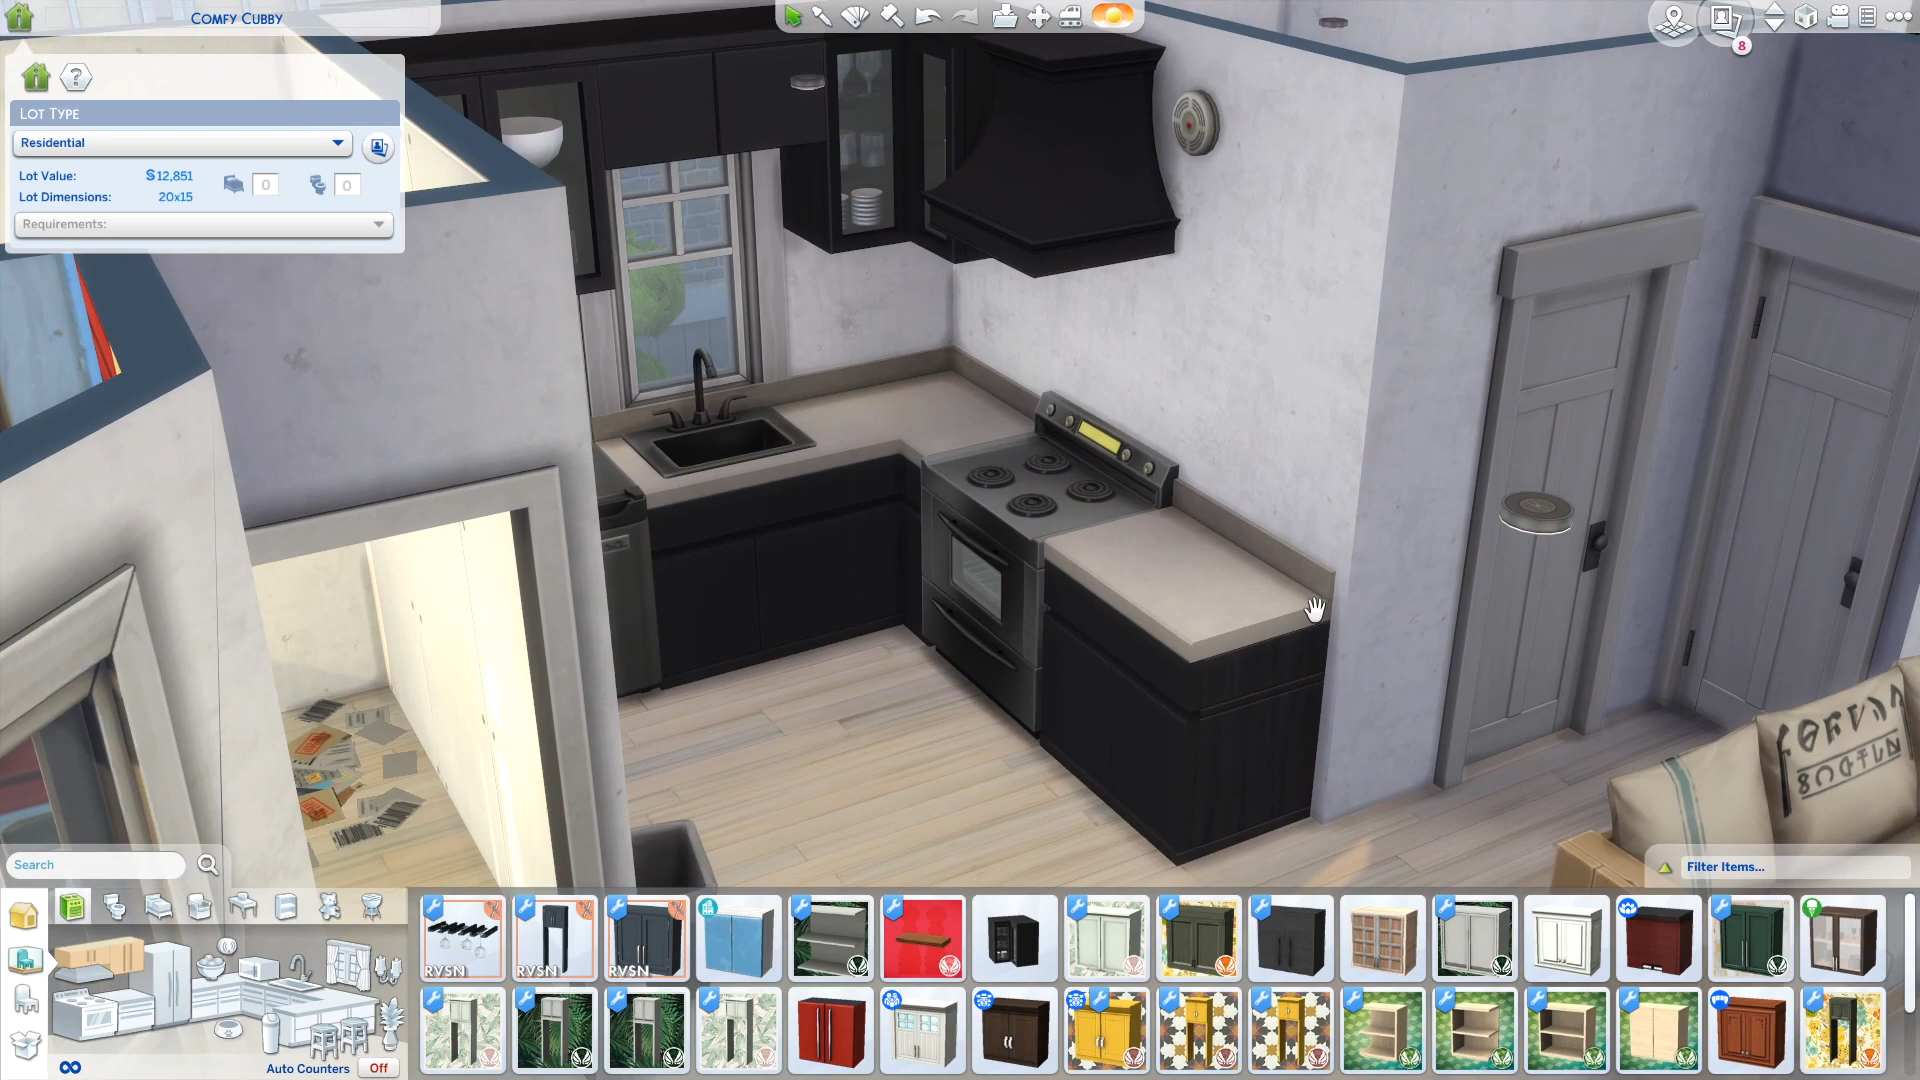 Comfy Cubby
8
Lot Type
Residential
Lot Value: §12,851
0
0
Lot Dimensions: 20x15
Requirements:
Search
Filter Items...
RVSN
RVSN
RVSN
Auto Counters
Off